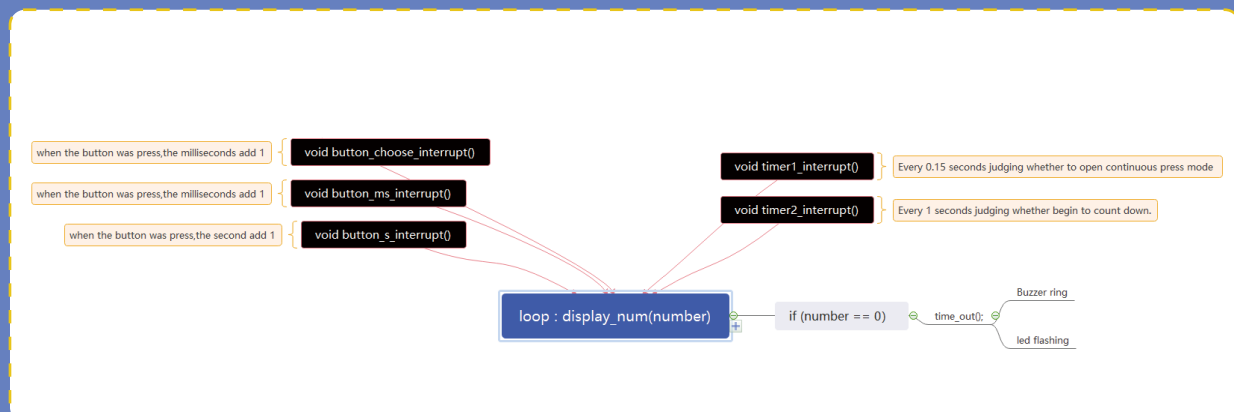 when the button was press,the milliseconds add 1
void button_choose_interrupt()
when the button was press,the milliseconds add 1
void button_ms_interrupt()
when the button was press,the second add 1
void button_s_interrupt()
void timer1_interrupt()
Every 0.15 seconds judging whether to open continuous press mode
void timer2_interrupt()
Every 1 seconds judging whether begin to count down.
loop : display_num(number)
if (number == 0)
time_out();
Buzzer ring
led flashing